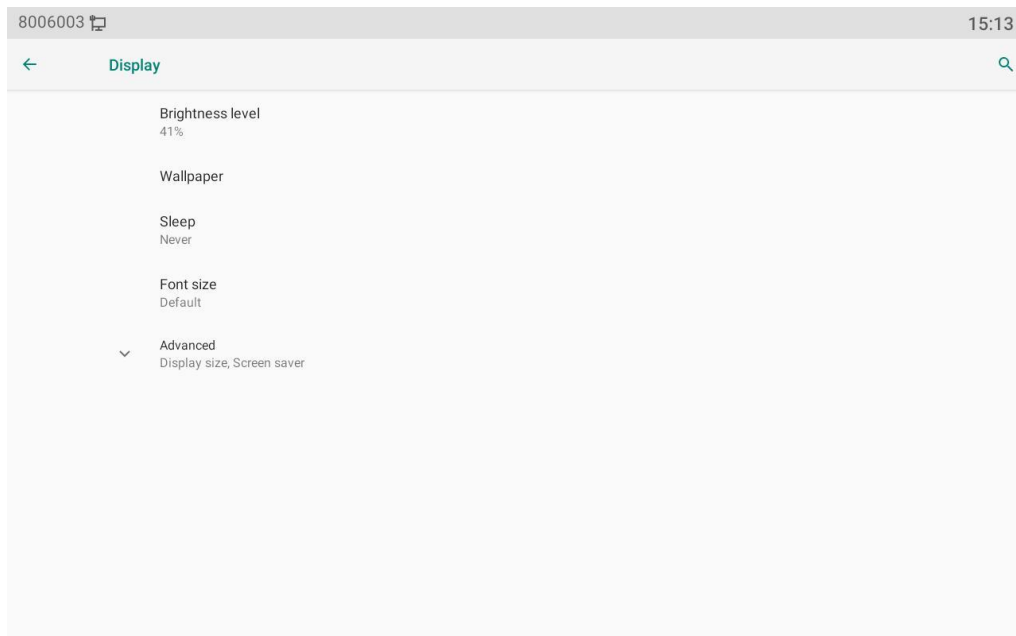 8006003
15:13
Display
Brightness level
41%
Wallpaper
Sleep
Never
Font size
Default
Advanced
Display size, Screen saver